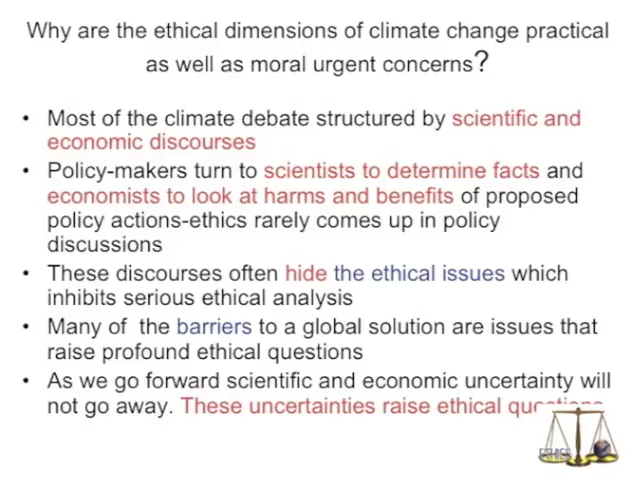 Why are the ethical dimensions of climate change practical
as well as moral urgent concerns?
• Most of the climate debate structured by scientific and
economic discourses
• Policy-makers turn to scientists to determine facts and
economists to look at harms and benefits of proposed
policy actions-ethics rarely comes up in policy
discussions
• These discourses often hide the ethical issues which
inhibits serious ethical analysis
• Many of the barriers to a global solution are issues that
raise profound ethical questions
• As we go forward scientific and economic uncertainty will
not go away. These uncertainties raise ethical questions
ETHICS